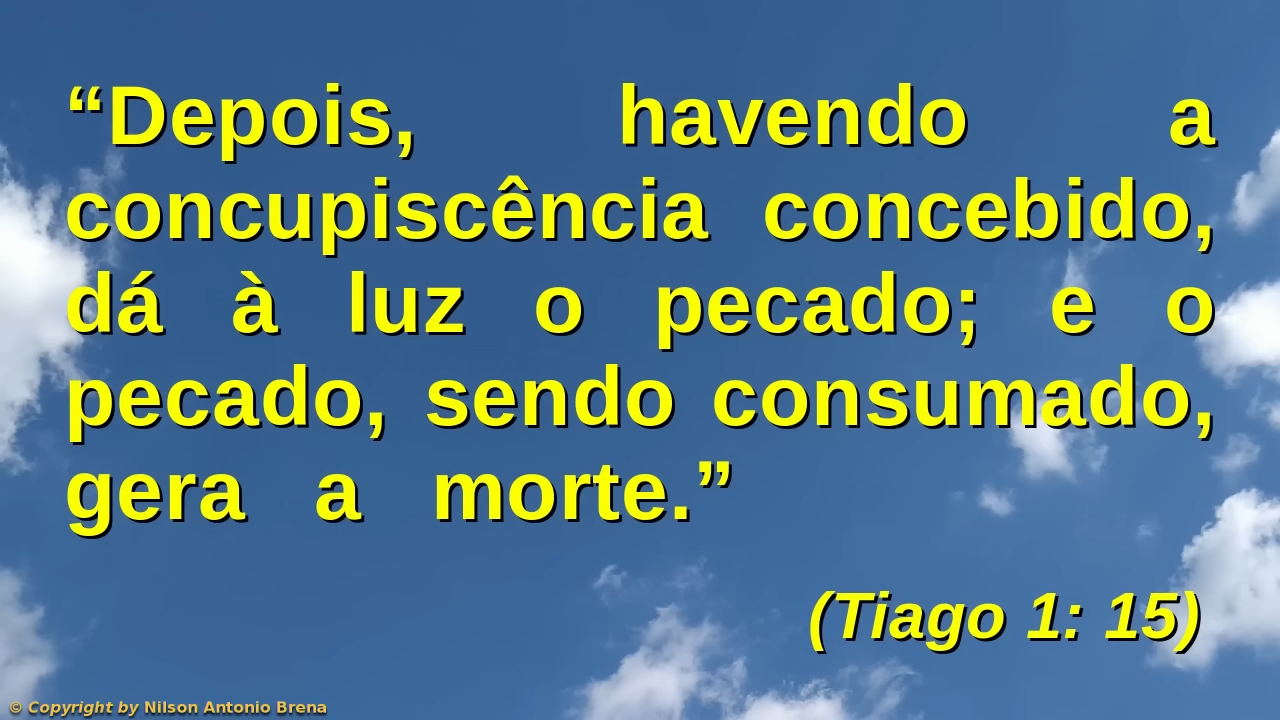 “Depois, havendo a
concupiscência concebido,
dá à luz o pecado; e o
pecado, sendo consumado,
gera a morte.”
(Tiago 1: 15)
© Copyright by Nilson Antonio Brena